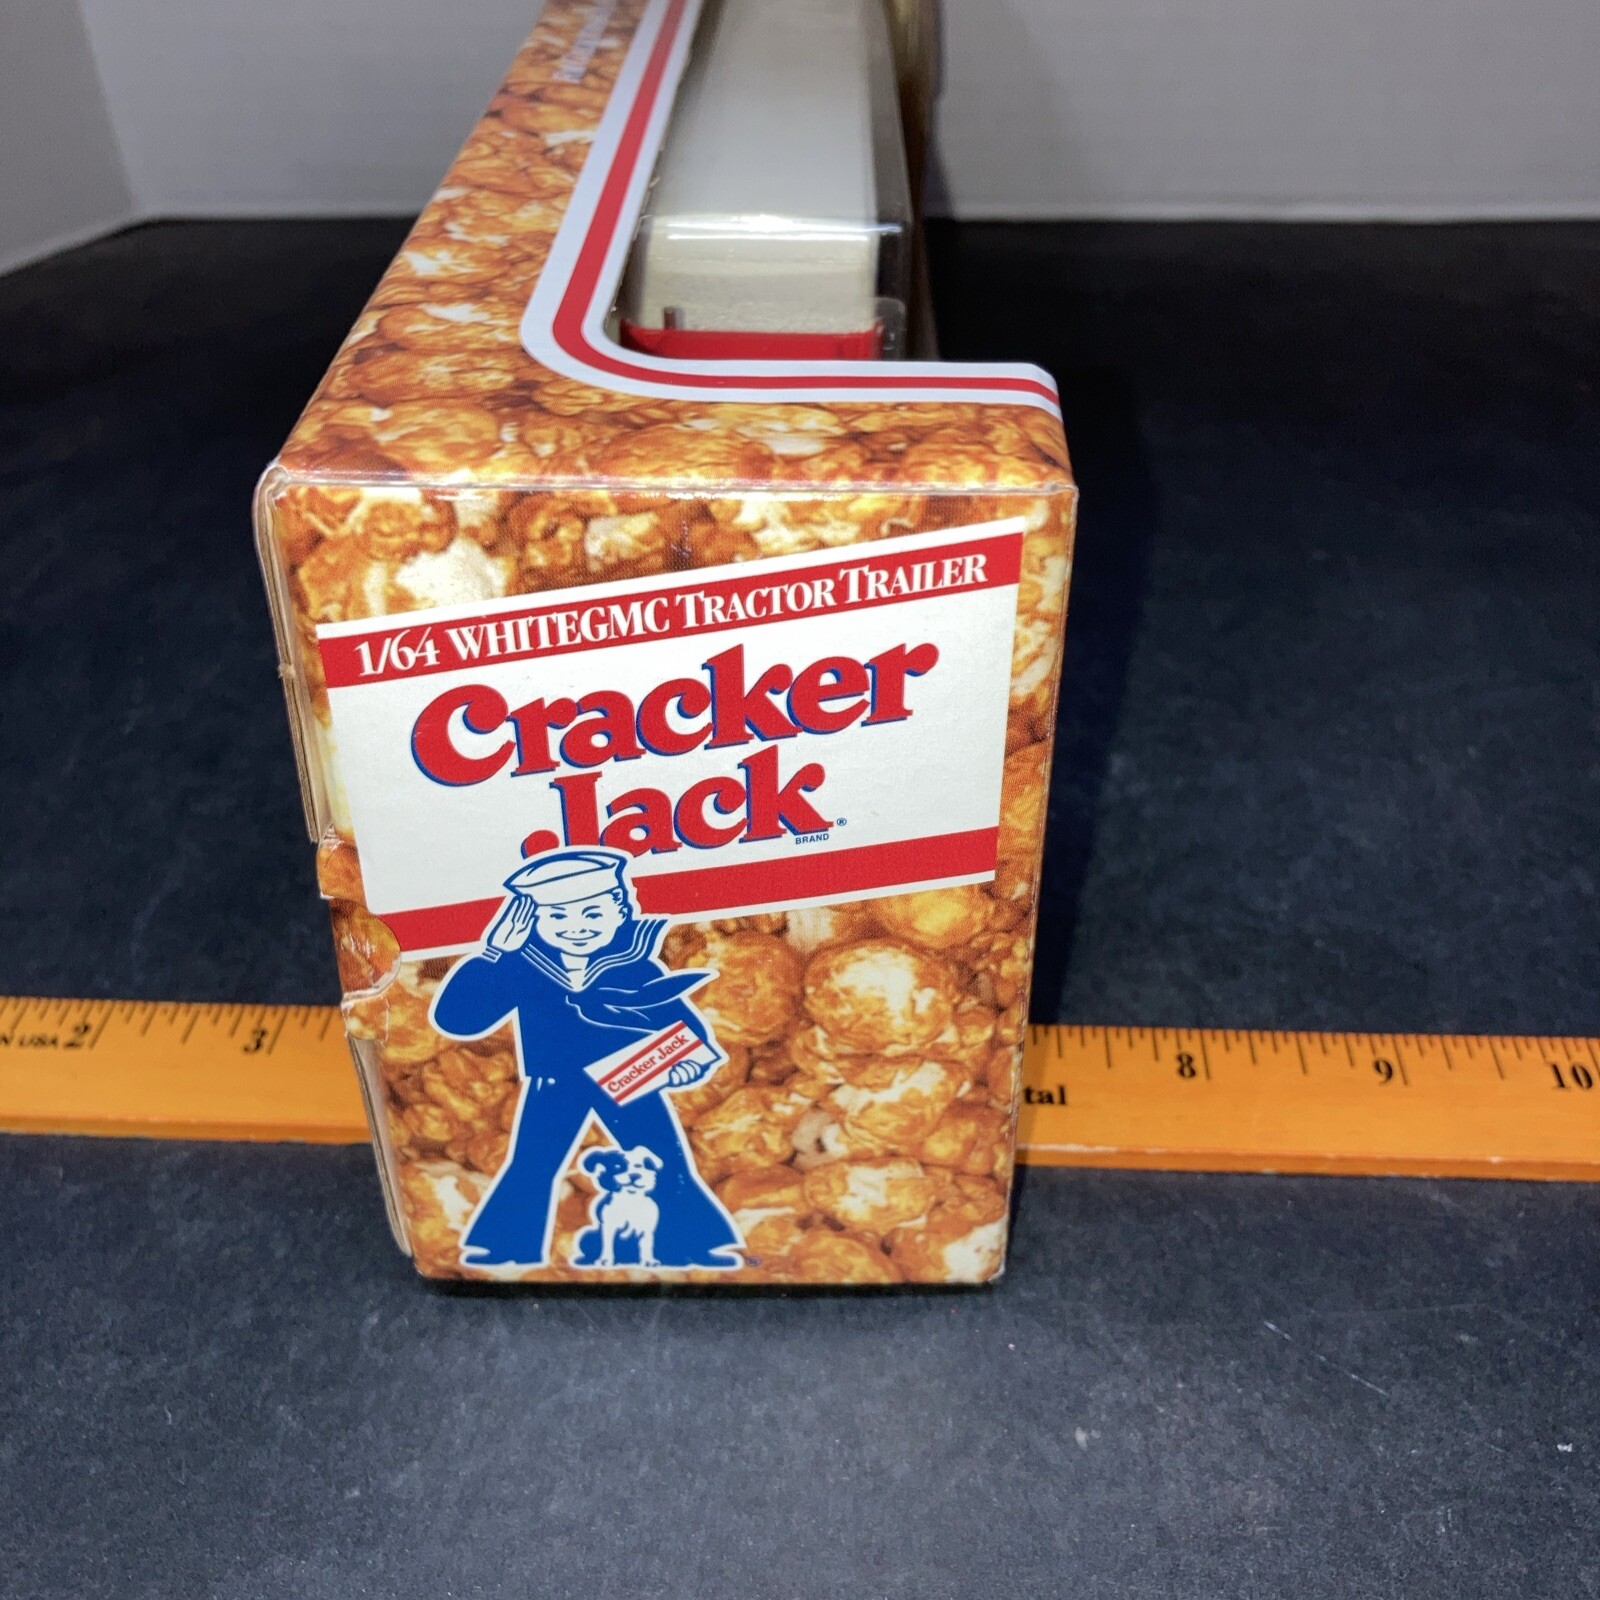 1/64 WHITEGMC TRACTOR TRAILER
Cracker
Jack®
BRAND
Cracker Jack
N USA 2 3 8 9 10
tal